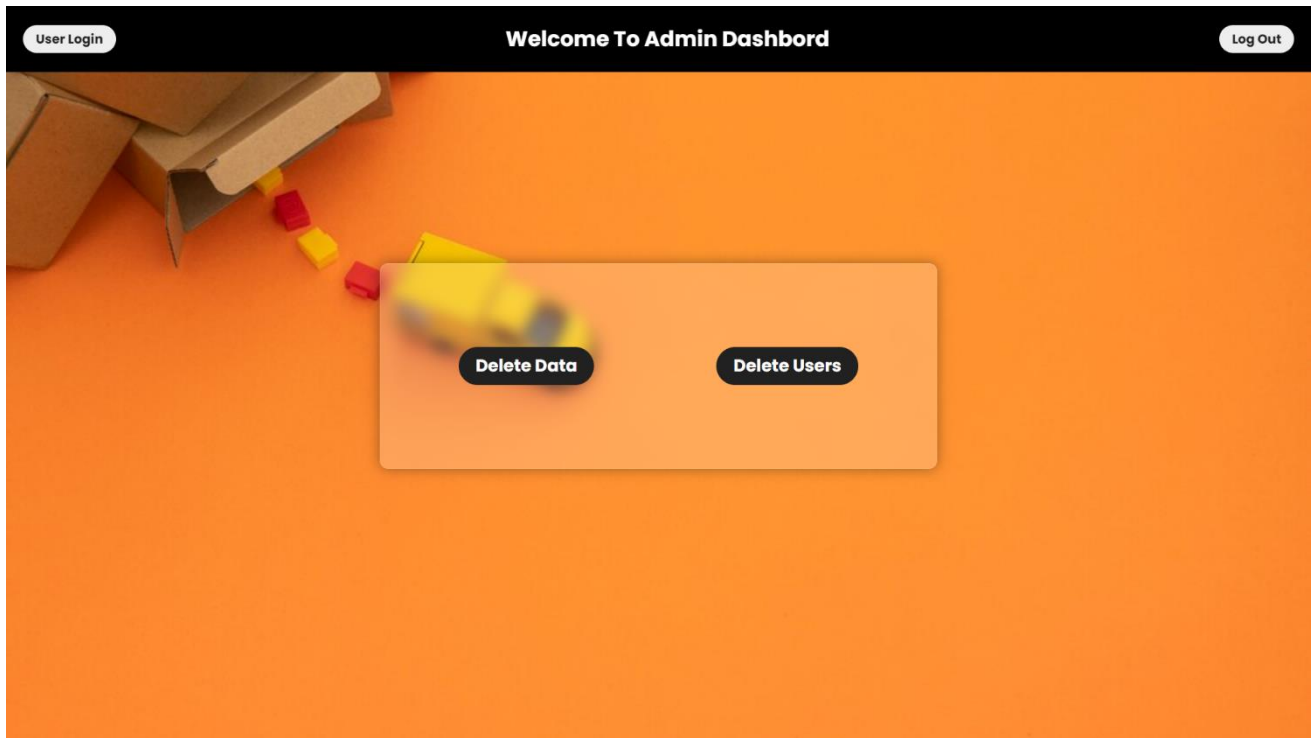 User Login
Welcome To Admin Dashbord
Log Out
Delete Data
Delete Users